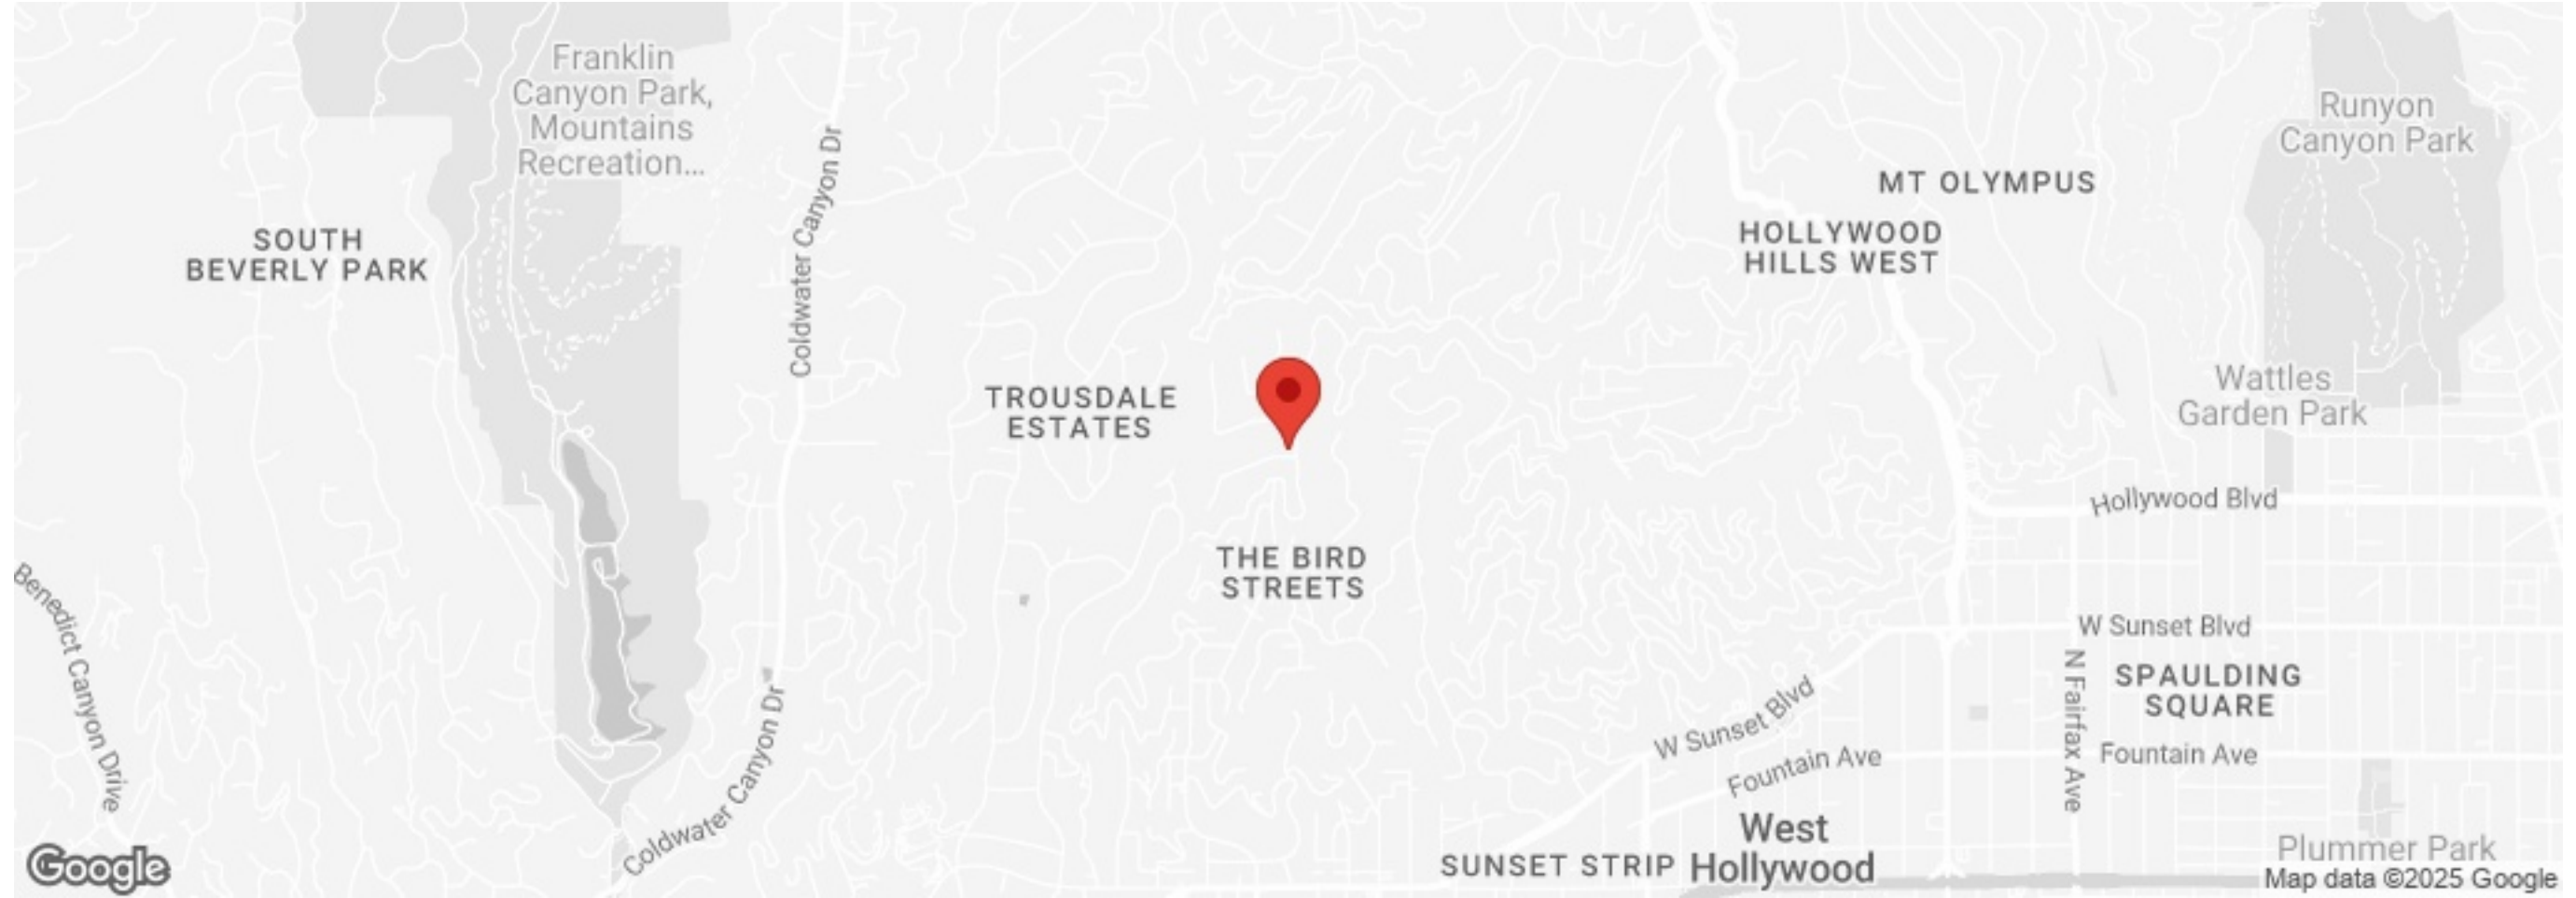 Franklin
Canyon Park,
Mountains
Recreation...
Coldwater Canyon Dr
Runyon
Canyon Park
MT OLYMPUS
SOUTH
BEVERLY PARK
HOLLYWOOD
HILLS WEST
TROUSDALE
ESTATES
Wattles
Garden Park
Hollywood Blvd
THE BIRD
STREETS
Benedict Canyon Drive
W Sunset Blvd
N Fairfax Ave
SPAULDING
SQUARE
W Sunset Blvd
Fountain Ave
Fountain Ave
Coldwater Canyon Dr
West
Hollywood
SUNSET STRIP
Plummer Park
Google
Map data ©2025 Google